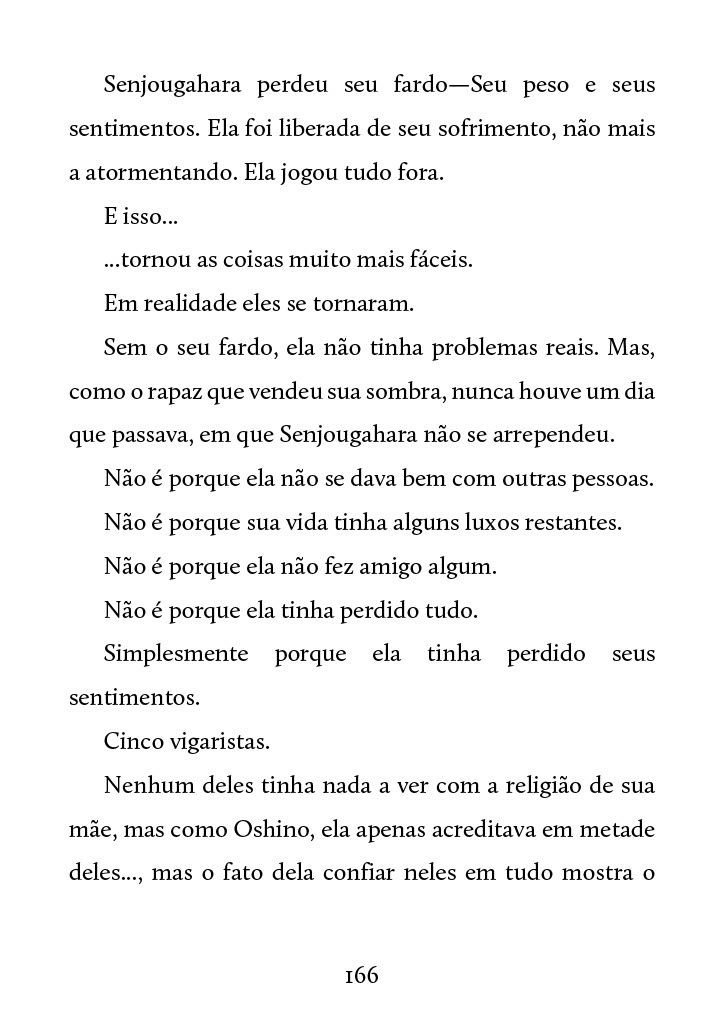 Senjougahara perdeu seu fardo—Seu peso e seus
sentimentos. Ela foi liberada de seu sofrimento, não mais
a atormentando. Ela jogou tudo fora.
E isso...
...tornou as coisas muito mais fáceis.
Em realidade eles se tornaram.
Sem o seu fardo, ela não tinha problemas reais. Mas,
como o rapaz que vendeu sua sombra, nunca houve um dia
que passava, em que Senjougahara não se arrependeu.
Não é porque ela não se dava bem com outras pessoas.
Não é porque sua vida tinha alguns luxos restantes.
Não é porque ela não fez amigo algum.
Não é porque ela tinha perdido tudo.
Simplesmente porque ela tinha perdido seus
sentimentos.
Cinco vigaristas.
Nenhum deles tinha nada a ver com a religião de sua
mãe, mas como Oshino, ela apenas acreditava em metade
deles..., mas o fato dela confiar neles em tudo mostra o
166